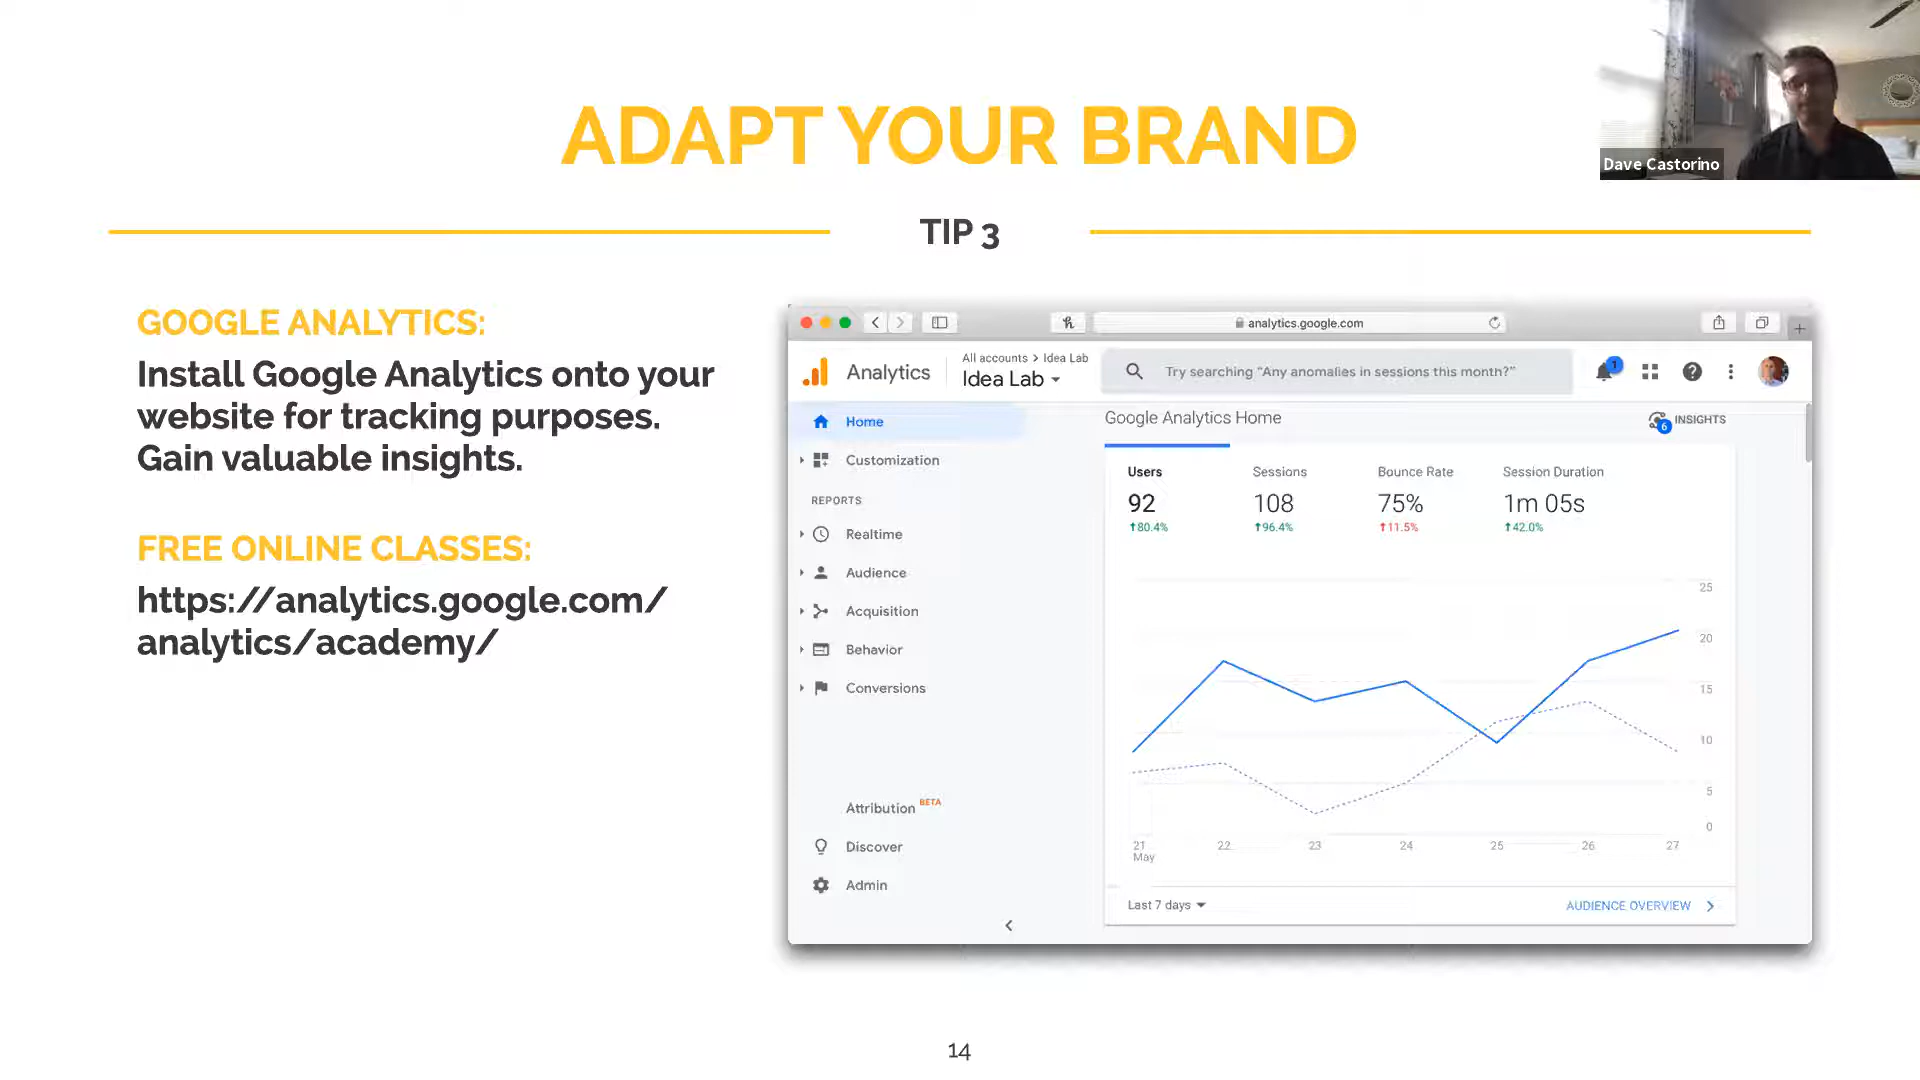 ADAPT YOUR BRAND
Dave Castorino
TIP 3
GOOGLE ANALYTICS:
Install Google Analytics onto your
website for tracking purposes.
Gain valuable insights.
FREE ONLINE CLASSES:
https://analytics.google.com/
analytics/academy/
analytics.google.com
Analytics
All accounts > Idea Lab
Idea Lab
Try searching “Any anomalies in sessions this month?”
1
Home
Customization
REPORTS
Realtime
Audience
Acquisition
Behavior
Conversions
Attribution BETA
Discover
Admin
Google Analytics Home
6 INSIGHTS
Users Sessions Bounce Rate Session Duration
92 108 75% 1m 05s
↑80.4% ↑96.4% ↑11.5% ↑42.0%
25
20
15
10
5
0
21 22 23 24 25 26 27
May
Last 7 days AUDIENCE OVERVIEW
14